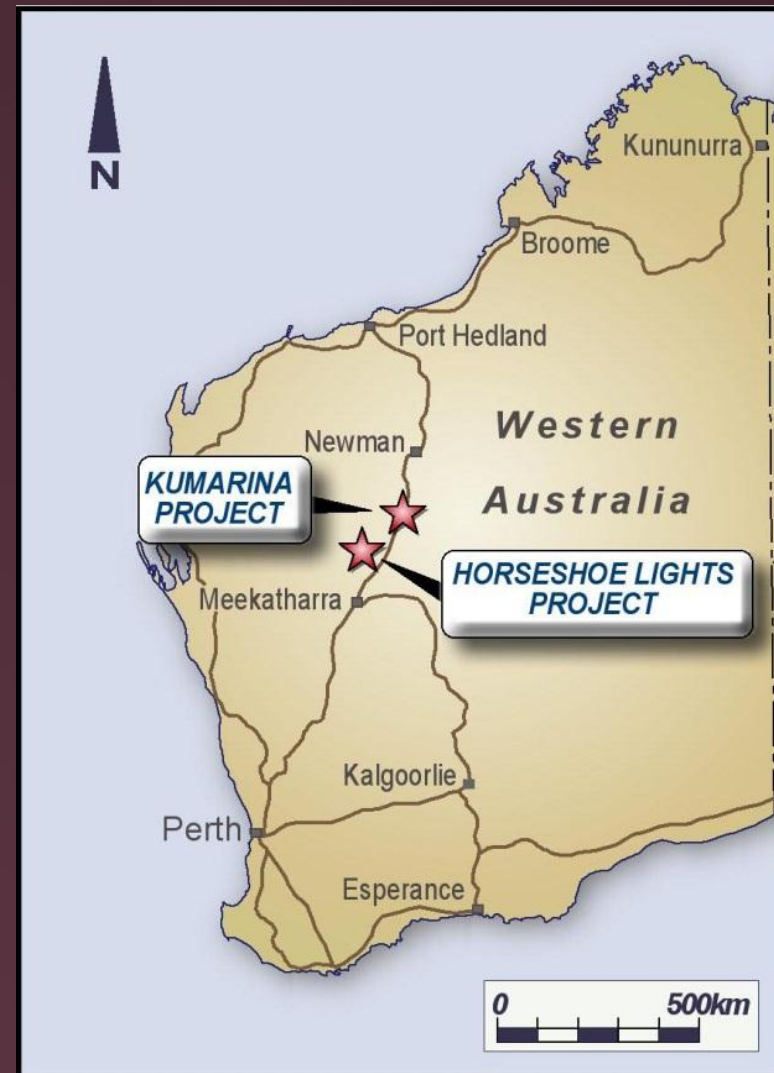 N
Kununurra
Broome
Port Hedland
Western
Newman
Australia
KUMARINA
PROJECT
HORSESHOE LIGHTS
PROJECT
Meekatharra
Kalgoorlie
Perth
Esperance
0 500km